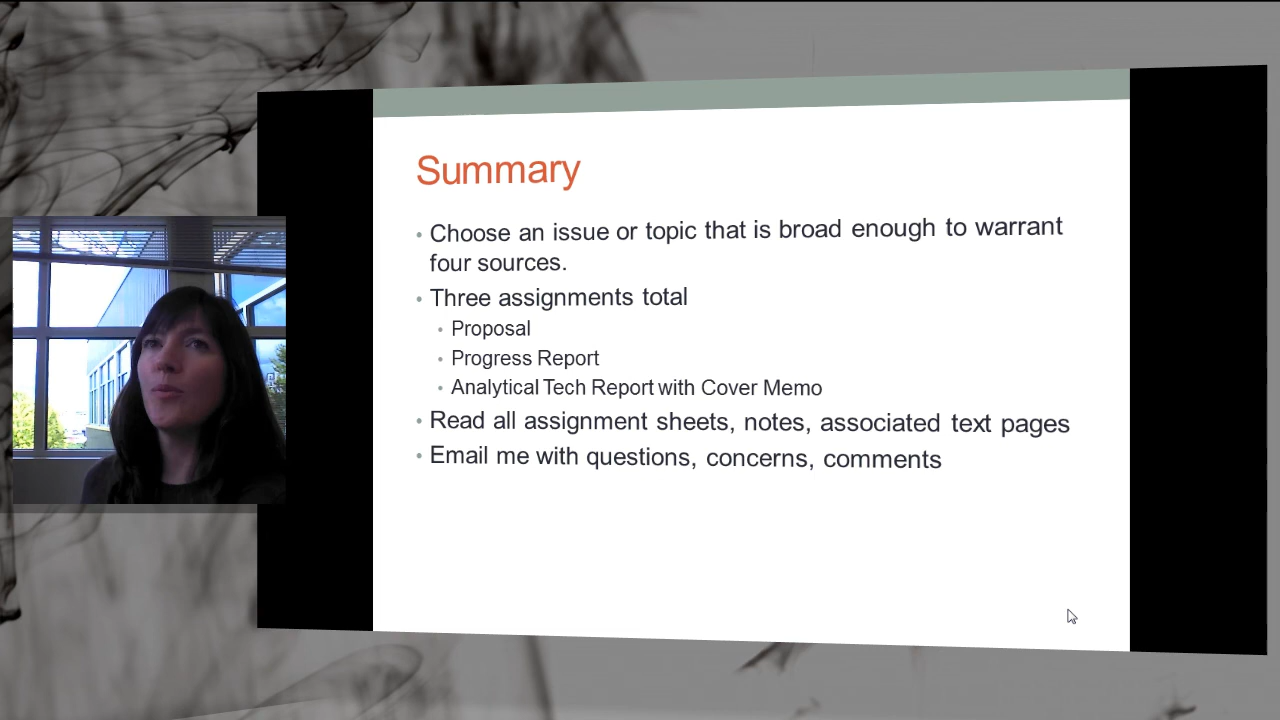 Summary
• Choose an issue or topic that is broad enough to warrant
four sources.
• Three assignments total
• Proposal
• Progress Report
• Analytical Tech Report with Cover Memo
• Read all assignment sheets, notes, associated text pages
• Email me with questions, concerns, comments